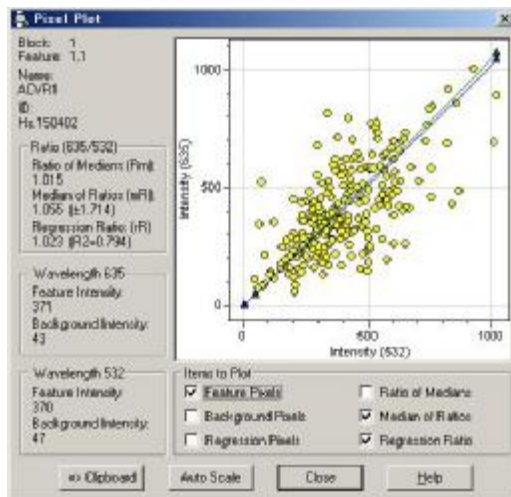 Pixel Plot
Block: 1
Feature: 1,1
Name:
ACVR1
ID:
Hs.150402
Ratio (635/532)
Ratio of Medians (Rm):
1.015
Median of Ratios (mR):
1.055 (±1.714)
Regression Ratio: (rR)
1.023 (R2=0.794)
Wavelength 635
Feature Intensity:
371
Background Intensity:
43
Wavelength 532
Feature Intensity:
370
Background Intensity:
47
Intensity (635)
1000
500
0
0
500
1000
Intensity (532)
Items to Plot
Feature Pixels
Background Pixels
Regression Pixels
Ratio of Medians
Median of Ratios
Regression Ratio
=> Clipboard
Auto Scale
Close
Help